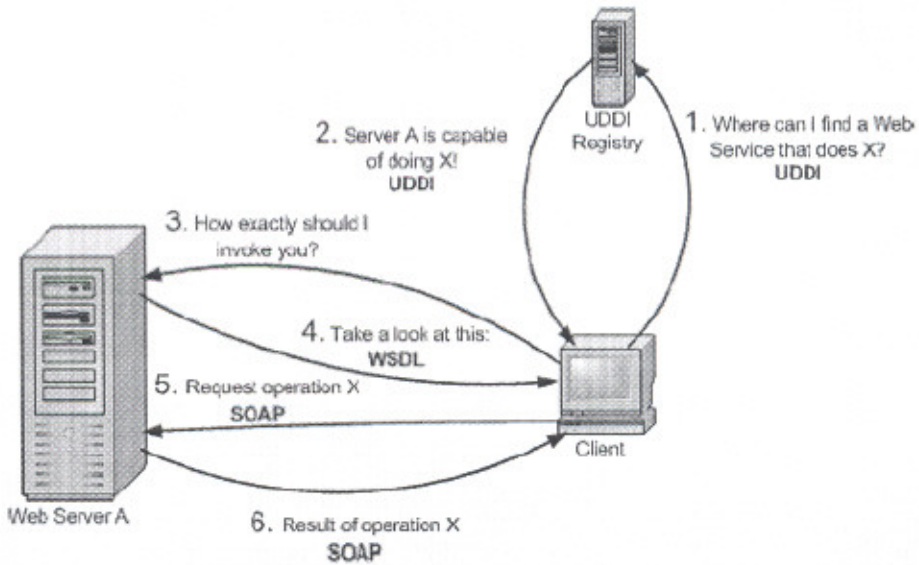 UDDI
Registry
1. Where can I find a Web-
Service that does X?
UDDI
2. Server A is capable
of doing X!
UDDI
3. How exactly should I
invoke you?
4. Take a look at this:
WSDL
5. Request operation X
SOAP
Client
Web Server A
6. Result of operation X
SOAP